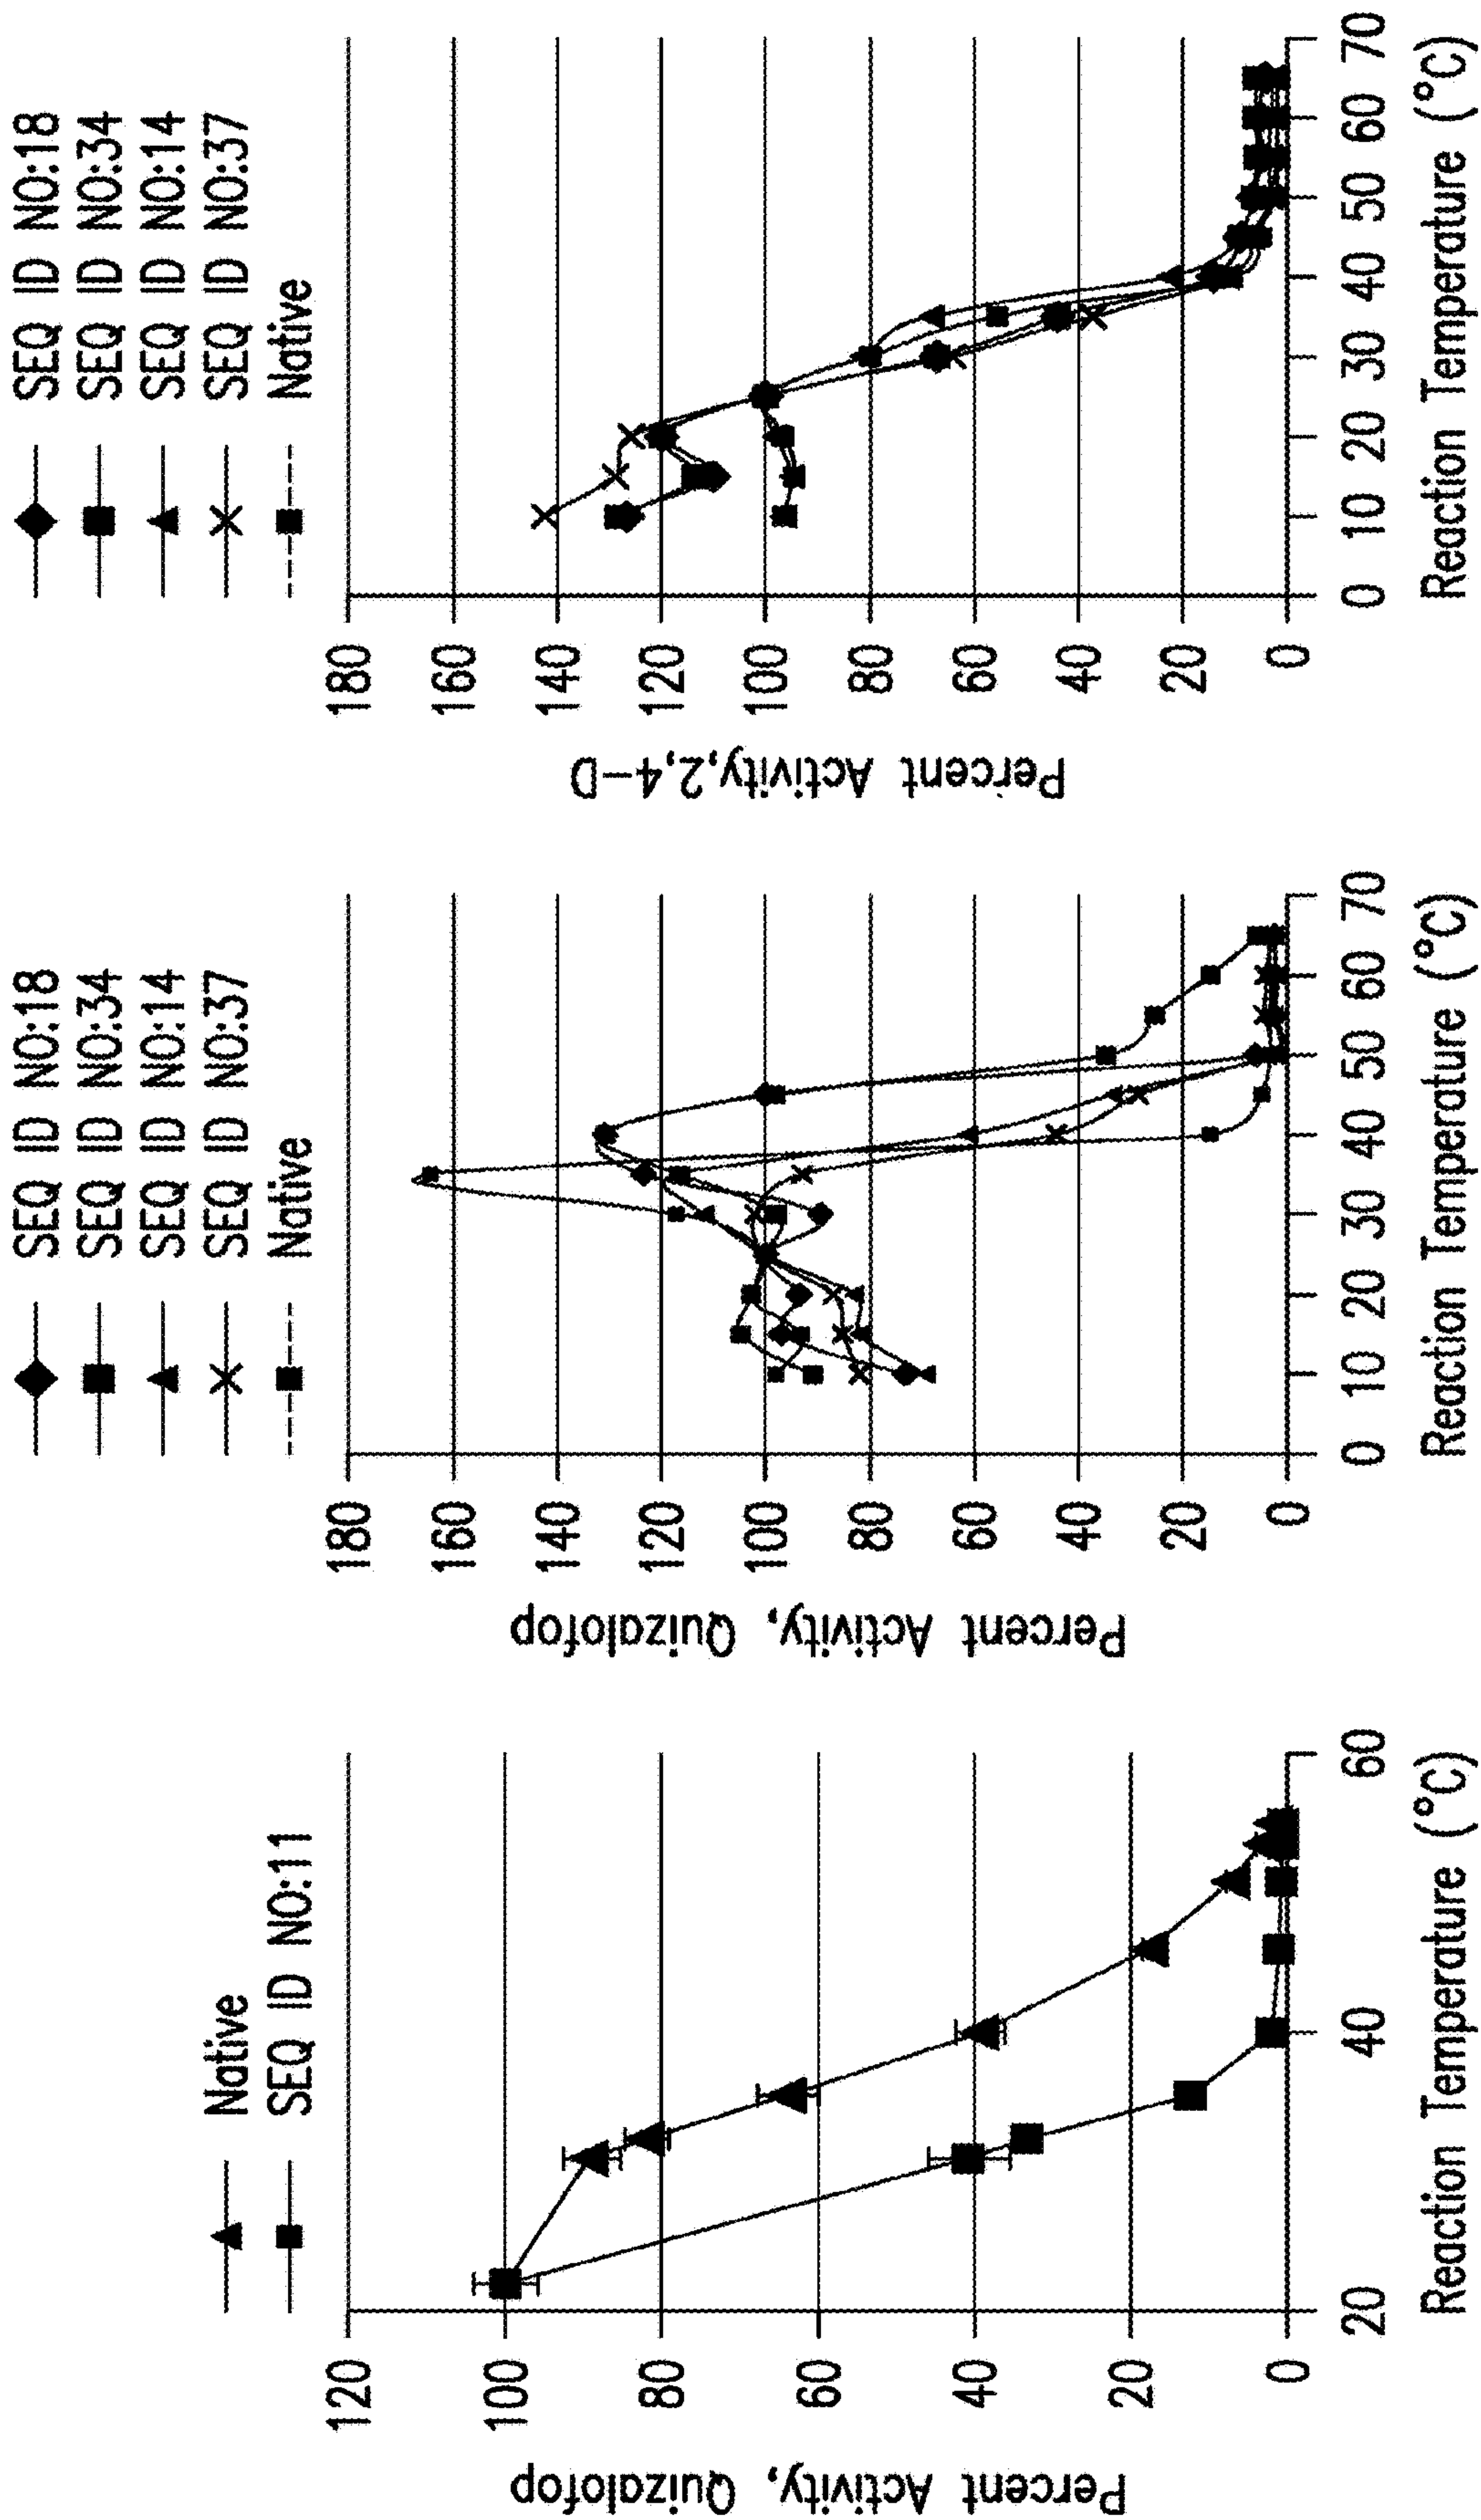 Native
SEQ ID NO:11
Percent Activity, Quizalofop
120
100
80
60
40
20
0
20 40 60
Reaction Temperature (°C)
SEQ ID NO:18
SEQ ID NO:34
SEQ ID NO:14
SEQ ID NO:37
Native
Percent Activity, Quizalofop
180
160
140
120
100
80
60
40
20
0
0 10 20 30 40 50 60 70
Reaction Temperature (°C)
SEQ ID NO:18
SEQ ID NO:34
SEQ ID NO:14
SEQ ID NO:37
Native
Percent Activity,2,4-D
180
160
140
120
100
80
60
40
20
0
0 10 20 30 40 50 60 70
Reaction Temperature (°C)